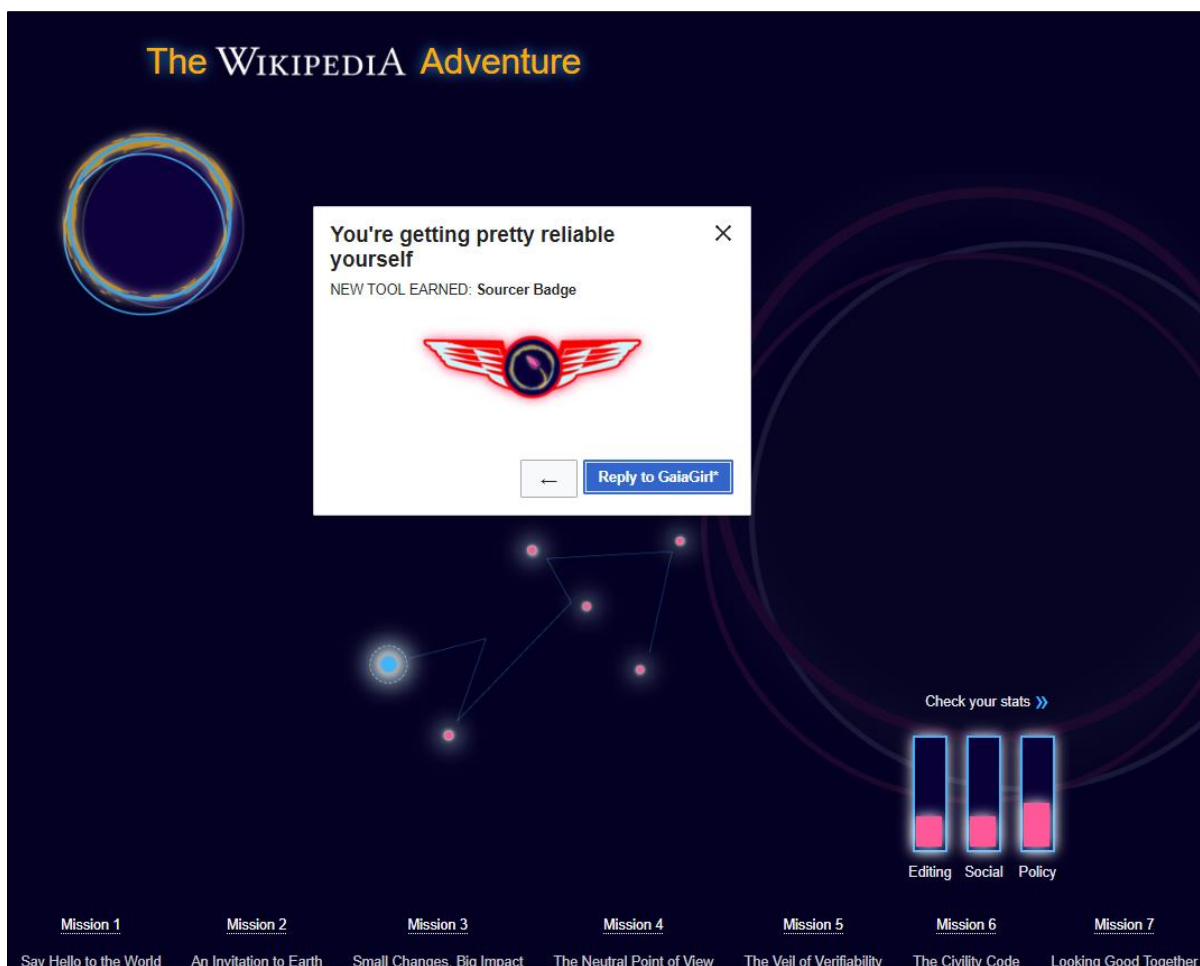 The WIKIPEDIA Adventure
You're getting pretty reliable
yourself
NEW TOOL EARNED: Sourcer Badge
←
Reply to GaiaGirl*
Check your stats »
Editing Social Policy
Mission 1 Mission 2 Mission 3 Mission 4 Mission 5 Mission 6 Mission 7
Say Hello to the World An Invitation to Earth Small Changes, Big Impact The Neutral Point of View The Veil of Verifiability The Civility Code Looking Good Together